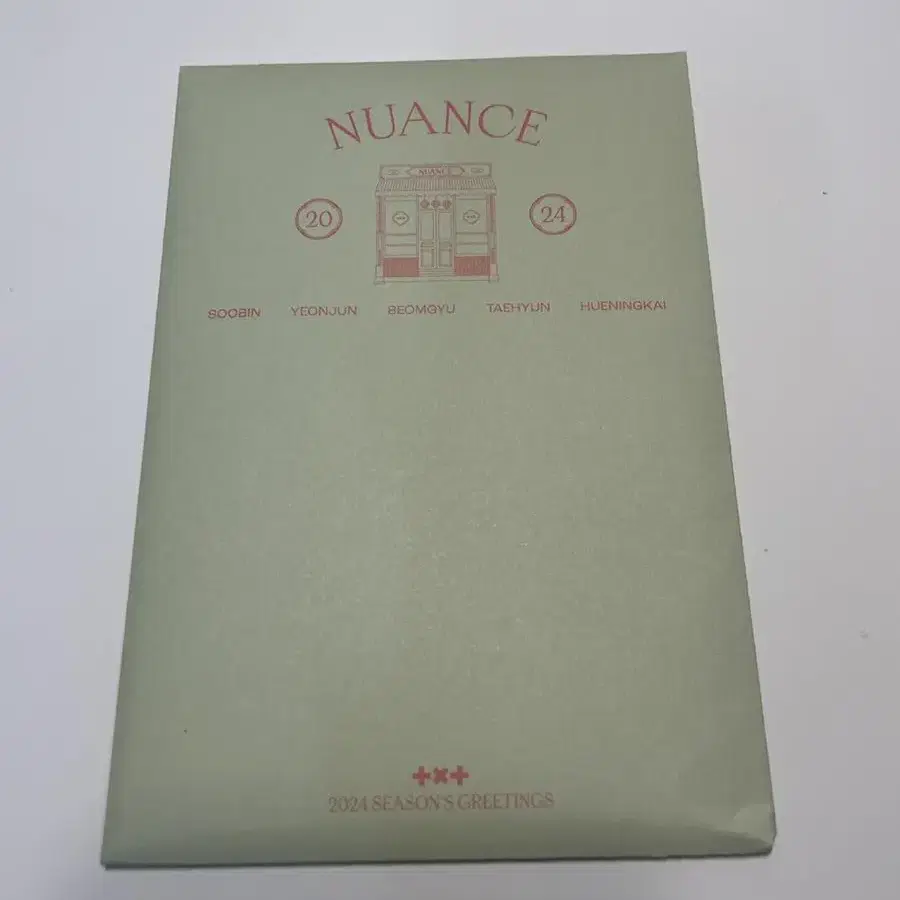 NUANCE
NUANCE
20 24
SOOBIN YEONJUN BEOMGYU TAEHYUN HUENINGKAI
2024 SEASON'S GREETINGS